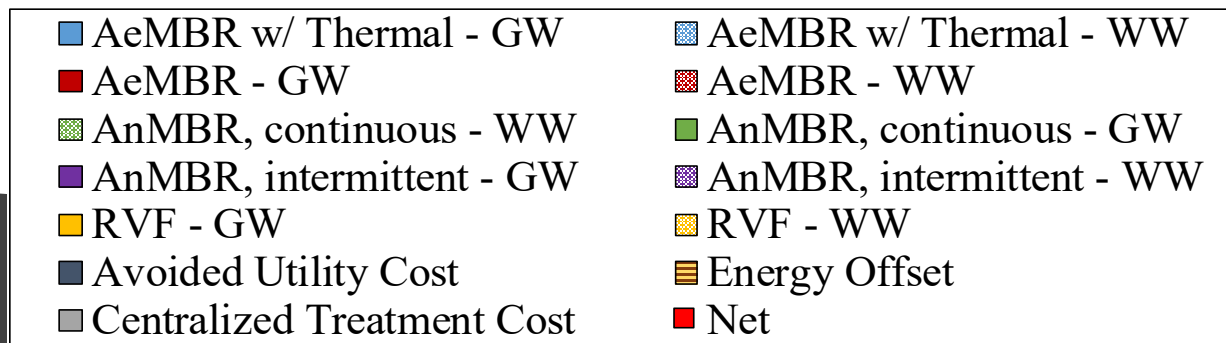 AeMBR w/ Thermal - GW AeMBR w/ Thermal - WW
AeMBR - GW AeMBR - WW
AnMBR, continuous - WW AnMBR, continuous - GW
AnMBR, intermittent - GW AnMBR, intermittent - WW
RVF - GW RVF - WW
Avoided Utility Cost Energy Offset
Centralized Treatment Cost Net